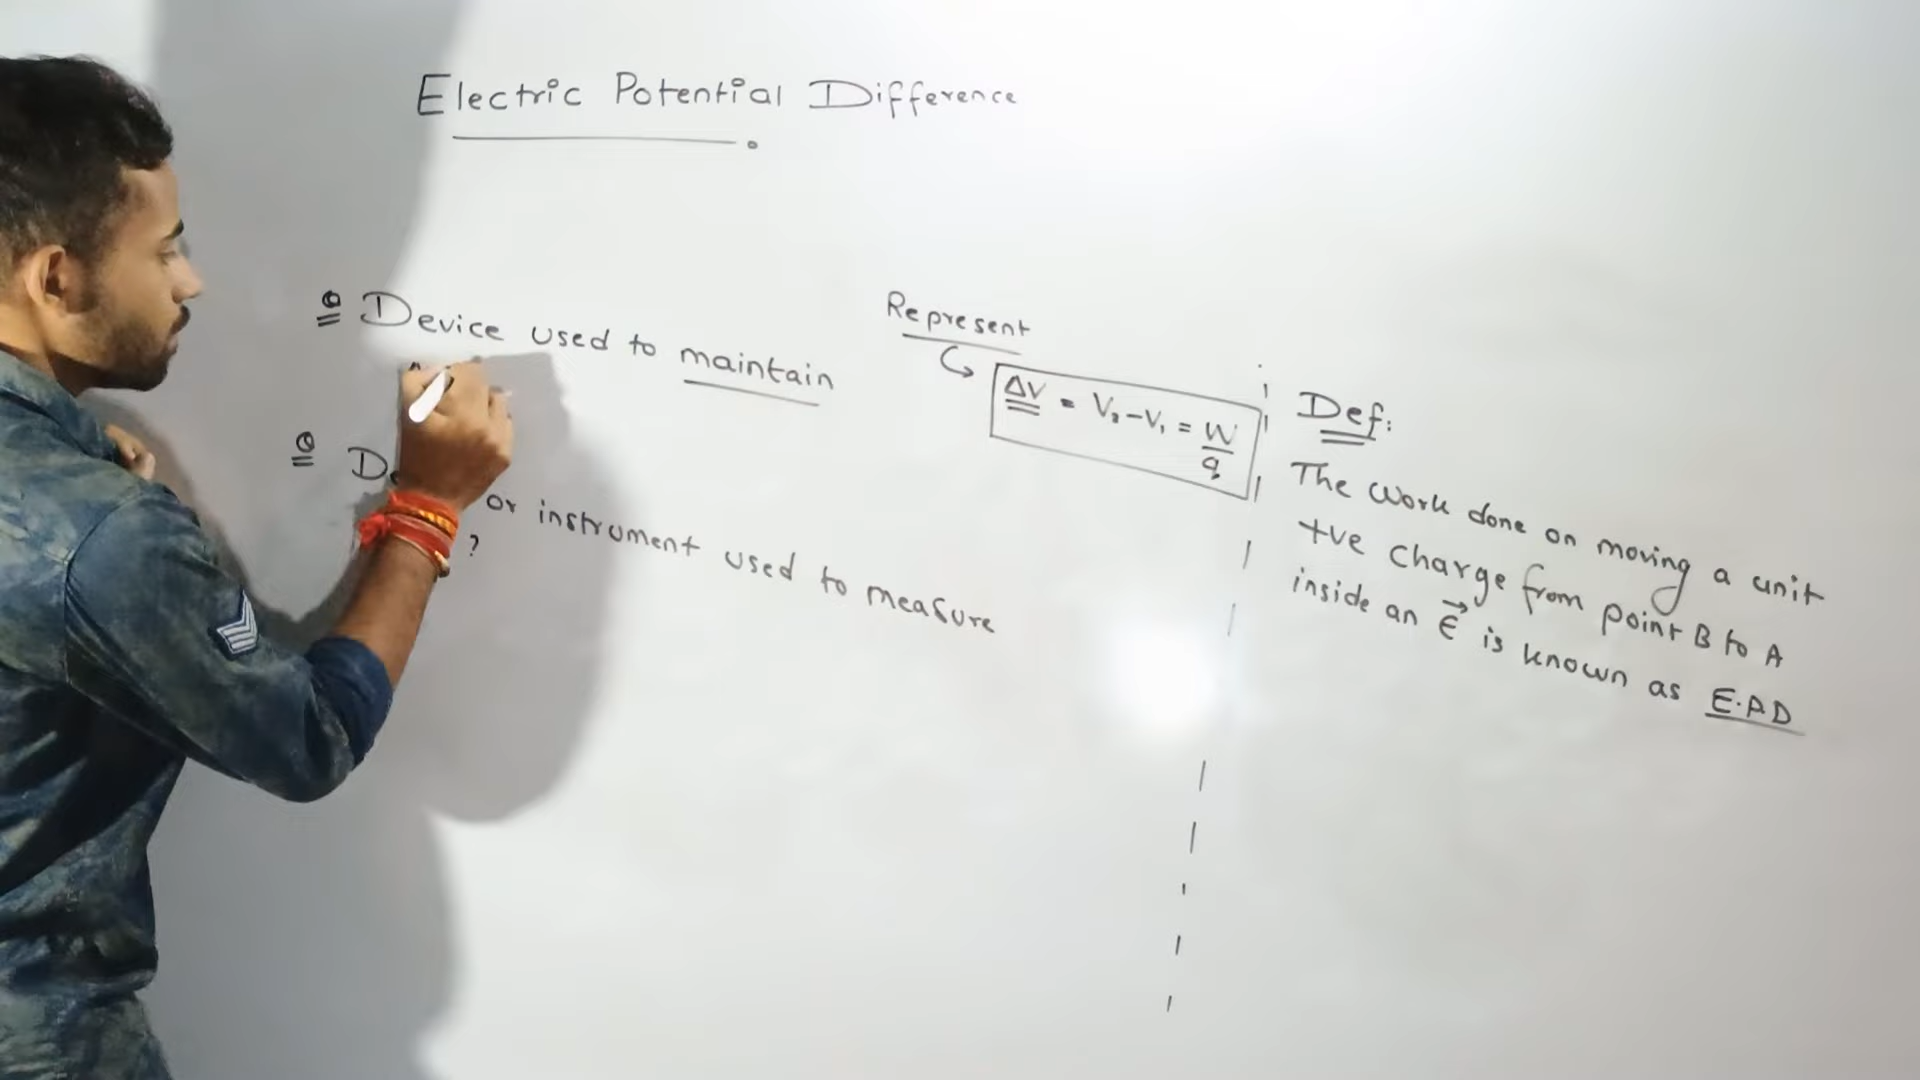 Electric Potential Difference
Device used to maintain
or instrument used to measure
?
Represent
ΔV = V₂-V₁ = W/q
Def:
The work done on moving a unit
+ve charge from point B to A
inside an E⃗ is known as E.P.D